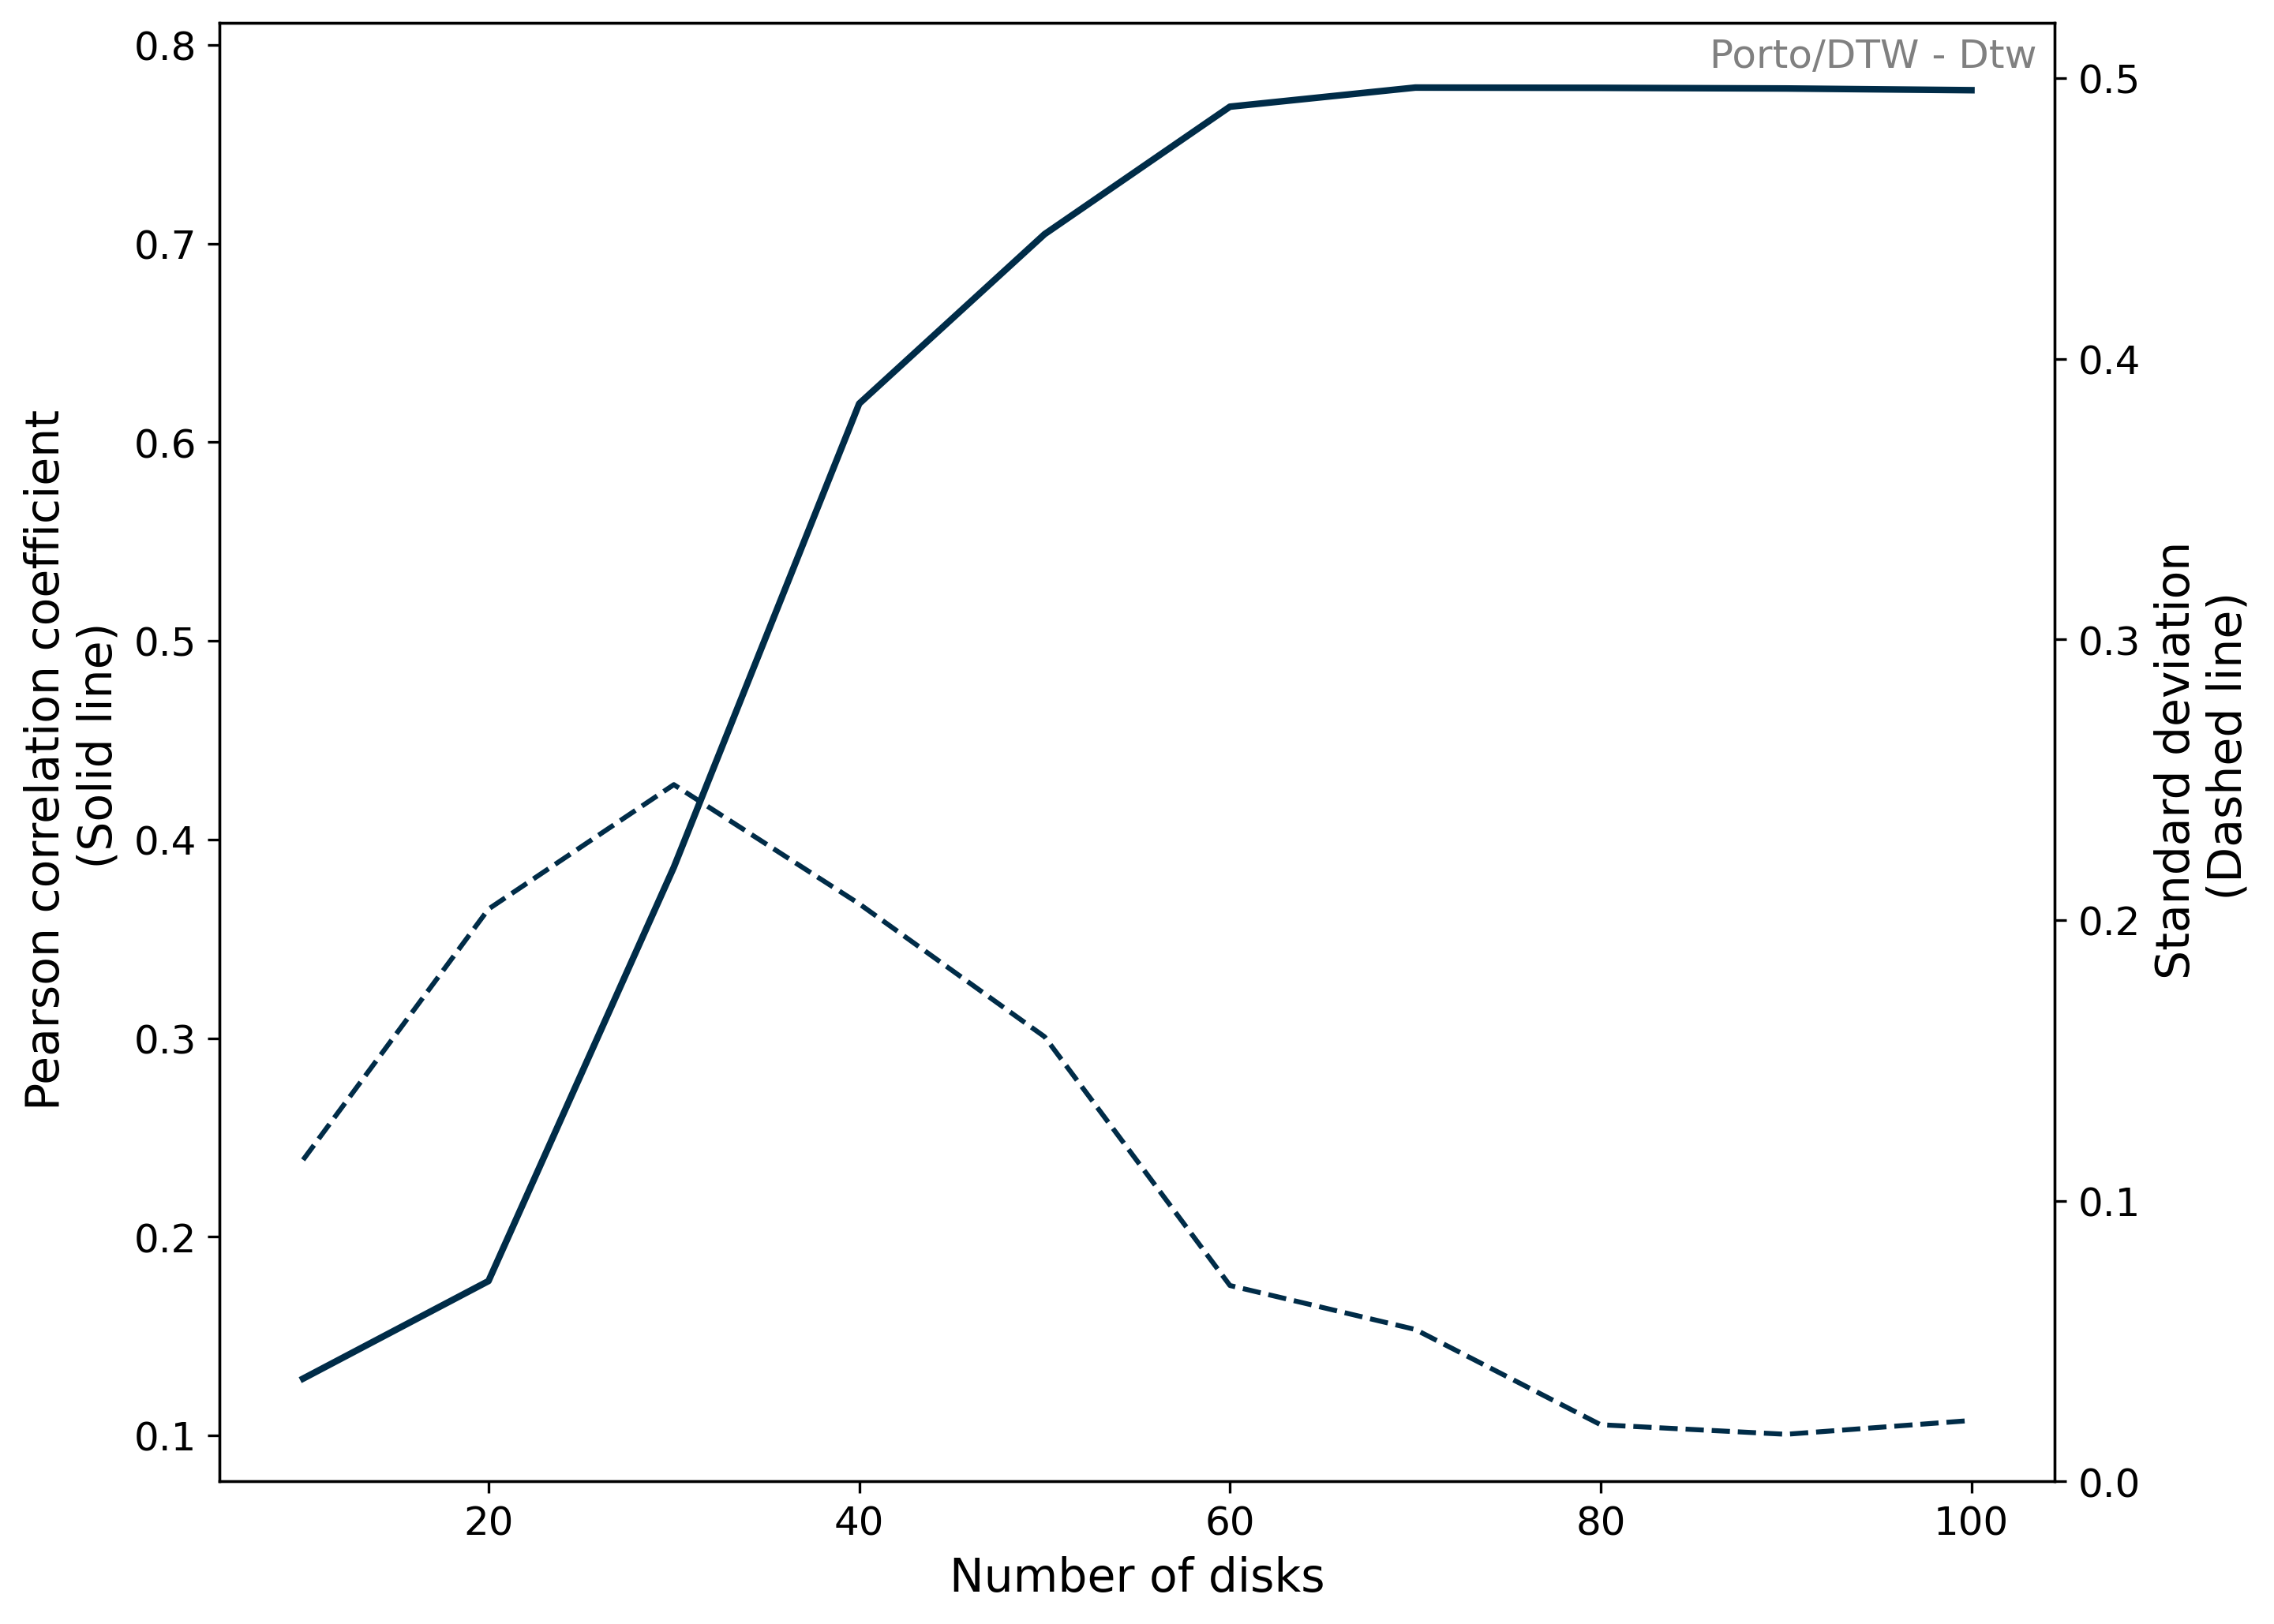 Porto/DTW - Dtw
Pearson correlation coefficient
(Solid line)
0.8
0.7
0.6
0.5
0.4
0.3
0.2
0.1
0.5
0.4
0.3
0.2
0.1
0.0
Standard deviation
(Dashed line)
20 40 60 80 100
Number of disks